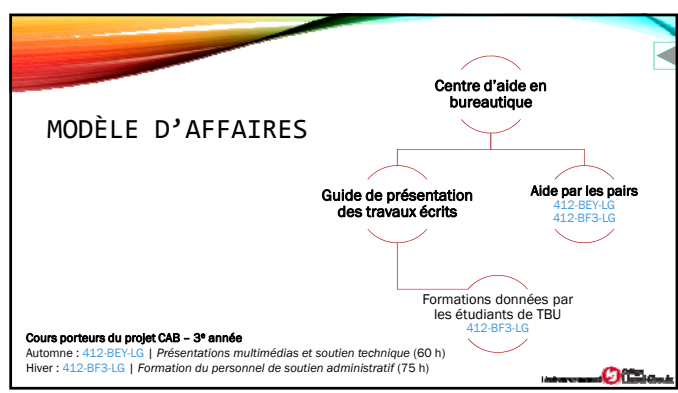 MODÈLE D'AFFAIRES
Centre d'aide en
bureautique
Guide de présentation
des travaux écrits
Aide par les pairs
412-BEY-LG
412-BF3-LG
Formations données par
les étudiants de TBU
412-BF3-LG
Cours porteurs du projet CAB – 3e année
Automne : 412-BEY-LG | Présentations multimédias et soutien technique (60 h)
Hiver : 412-BF3-LG | Formation du personnel de soutien administratif (75 h)